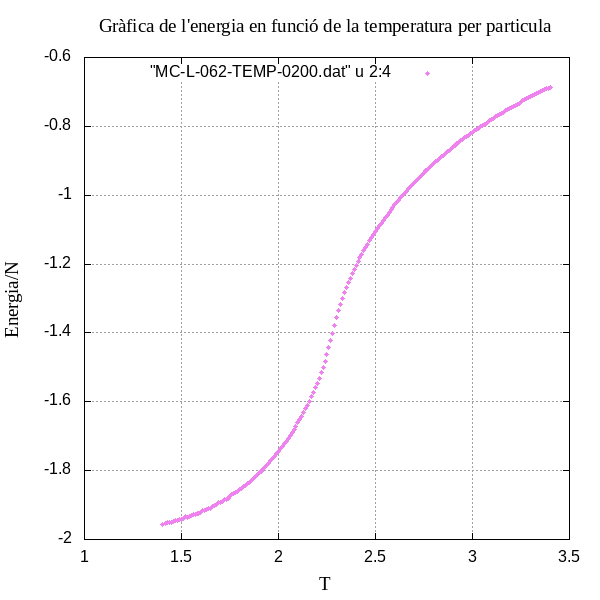 Gràfica de l'energia en funció de la temperatura per particula
"MC-L-062-TEMP-0200.dat" u 2:4
-0.6
-0.8
-1
-1.2
-1.4
-1.6
-1.8
-2
Energia/N
1 1.5 2 2.5 3 3.5
T